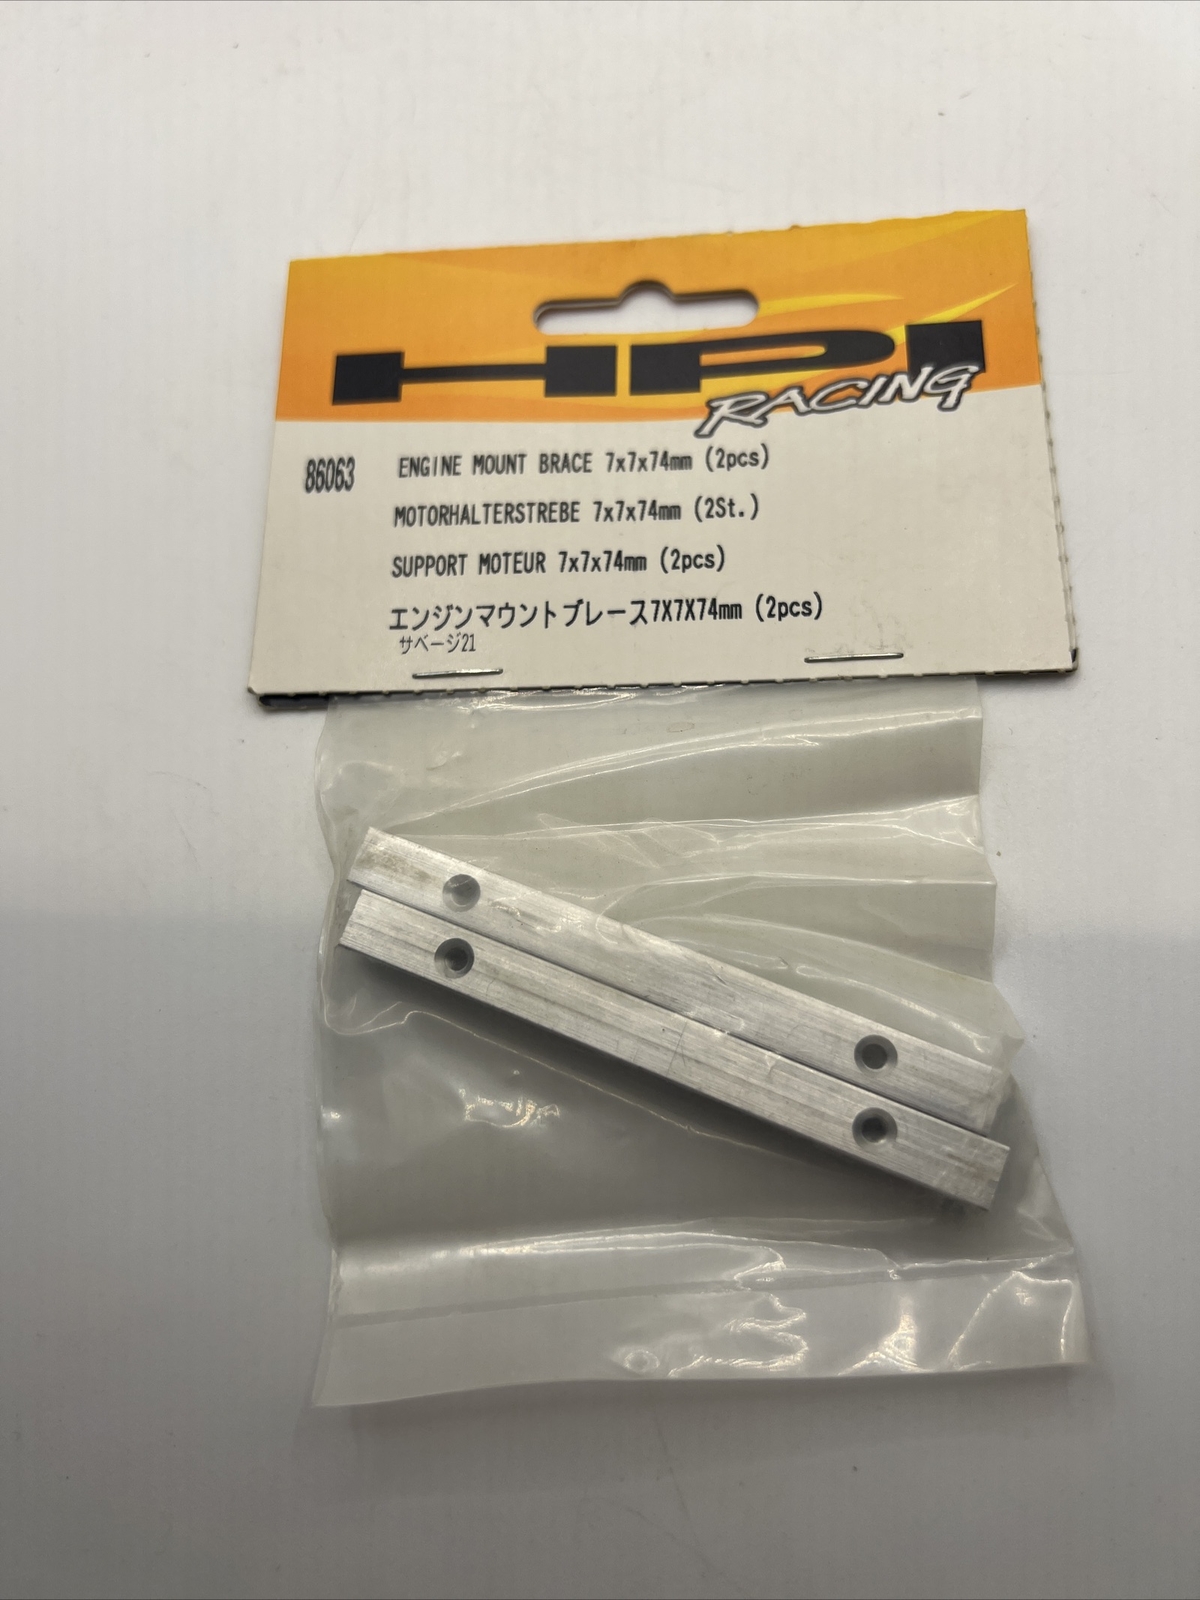 HPI
RACING
86063 ENGINE MOUNT BRACE 7x7x74mm (2pcs)
MOTORHALTERSTREBE 7x7x74mm (2St.)
SUPPORT MOTEUR 7x7x74mm (2pcs)
エンジンマウントブレース7X7X74mm (2pcs)
サベージ21